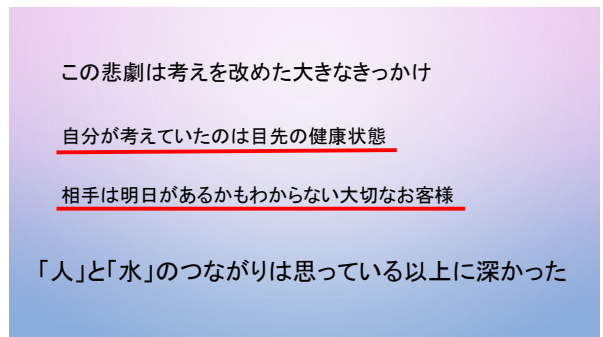 この悲劇は考えを改めた大きなきっかけ
自分が考えていたのは目先の健康状態
相手は明日があるかもわからない大切なお客様
「人」と「水」のつながりは思っている以上に深かった